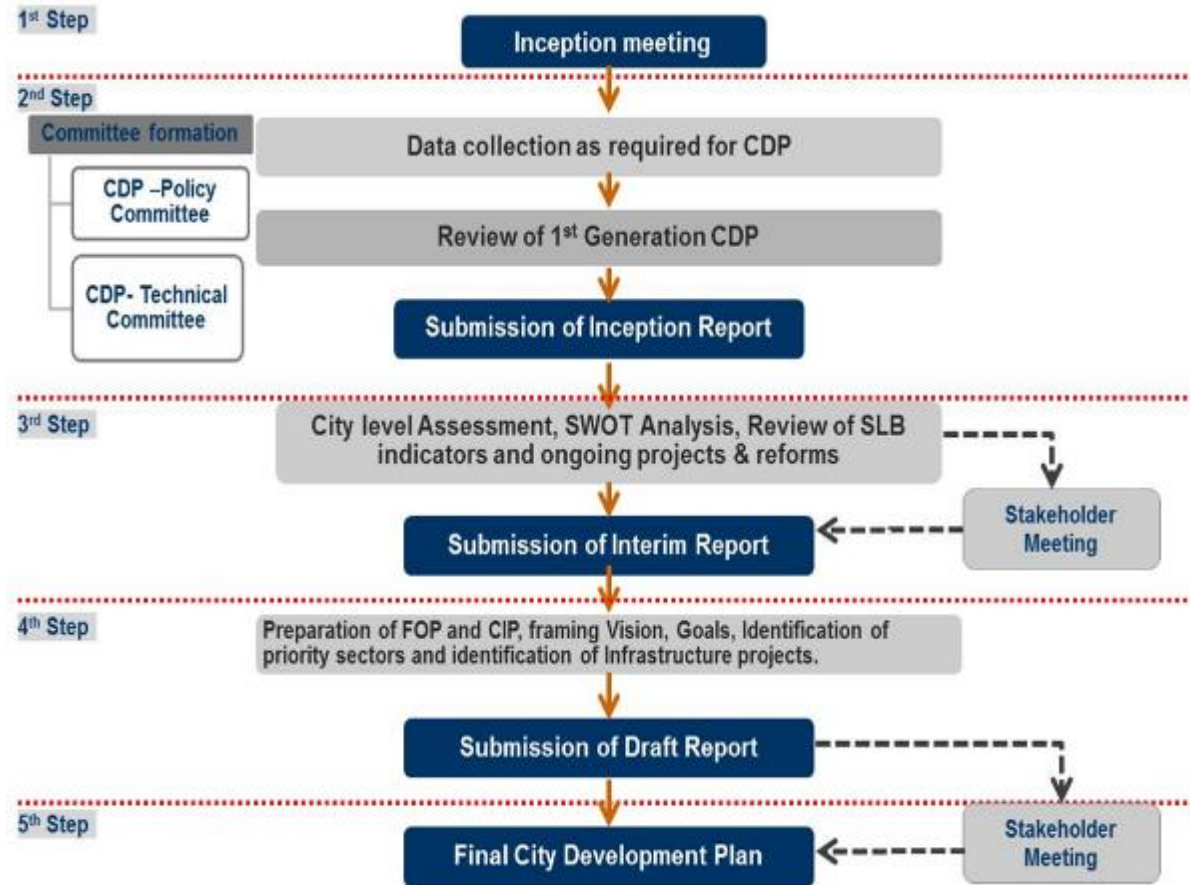 1st Step
Inception meeting
2nd Step
Committee formation
CDP –Policy
Committee
CDP- Technical
Committee
Data collection as required for CDP
Review of 1st Generation CDP
Submission of Inception Report
3rd Step
City level Assessment, SWOT Analysis, Review of SLB
indicators and ongoing projects & reforms
Stakeholder
Meeting
Submission of Interim Report
4th Step
Preparation of FOP and CIP, framing Vision, Goals, Identification of
priority sectors and identification of Infrastructure projects.
Submission of Draft Report
5th Step
Stakeholder
Meeting
Final City Development Plan